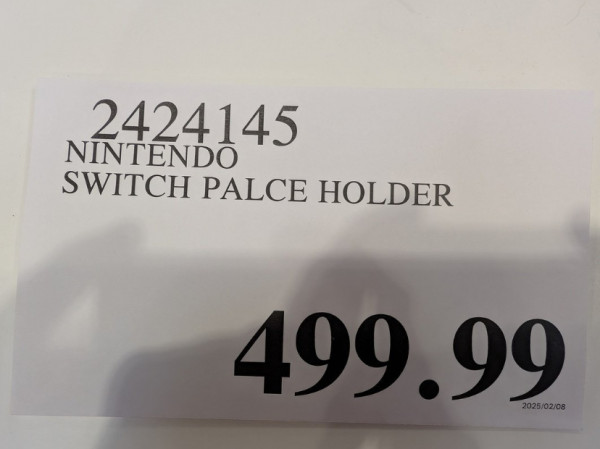 2424145
NINTENDO
SWITCH PALCE HOLDER
499.99
2025/02/08